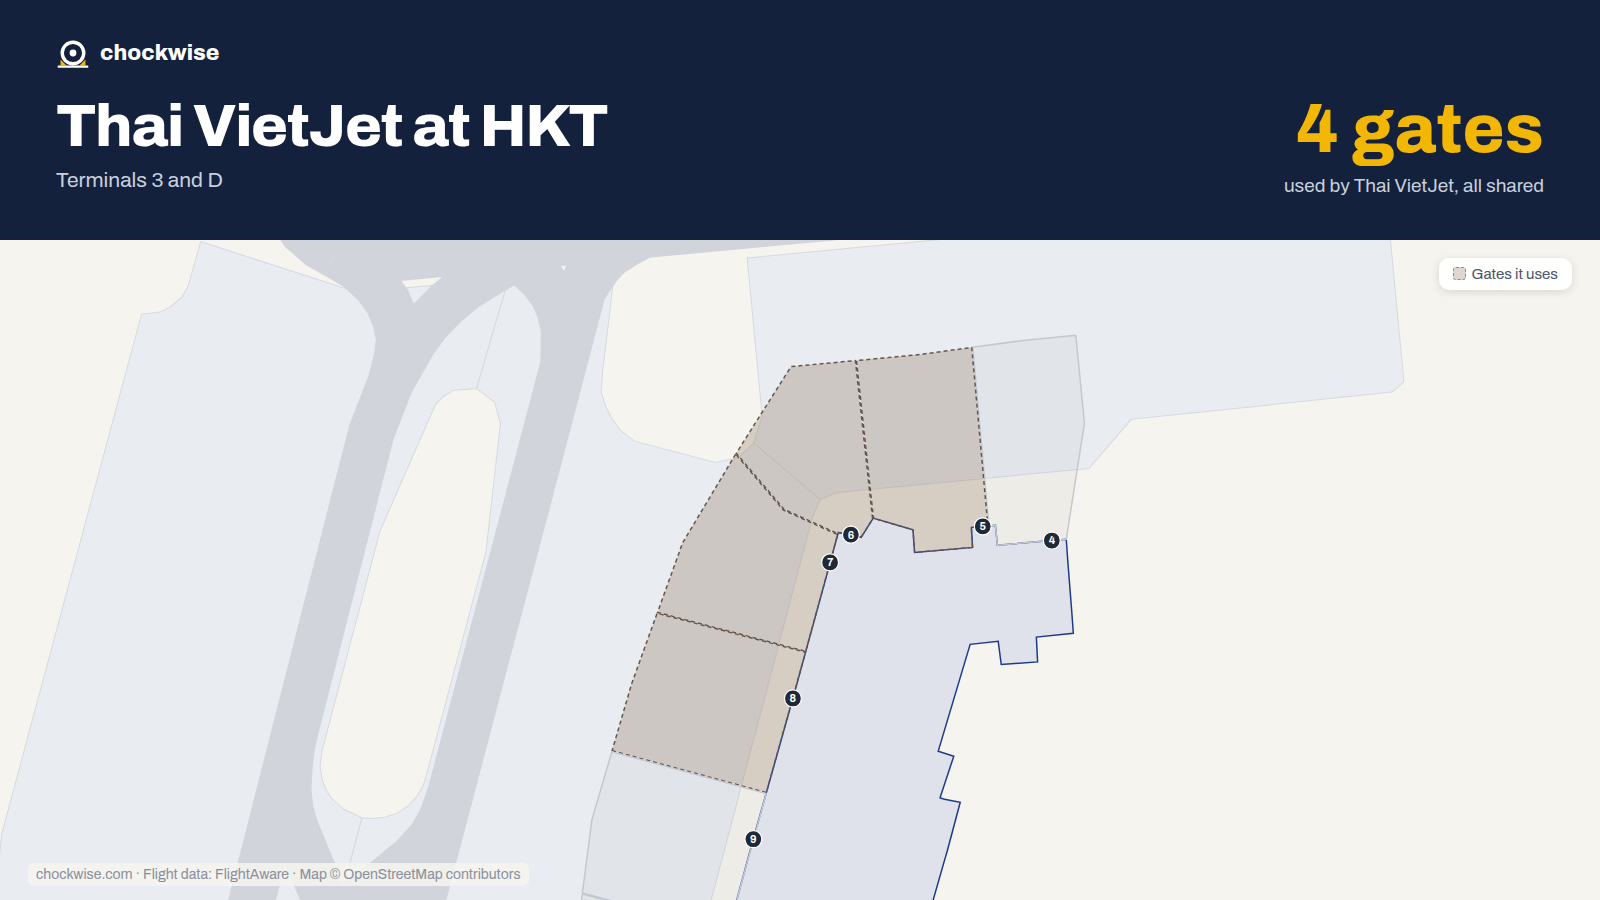 chockwise
Thai VietJet at HKT
Terminals 3 and D
4 gates
used by Thai VietJet, all shared
Gates it uses
6
5
4
7
8
9
chockwise.com · Flight data: FlightAware · Map © OpenStreetMap contributors